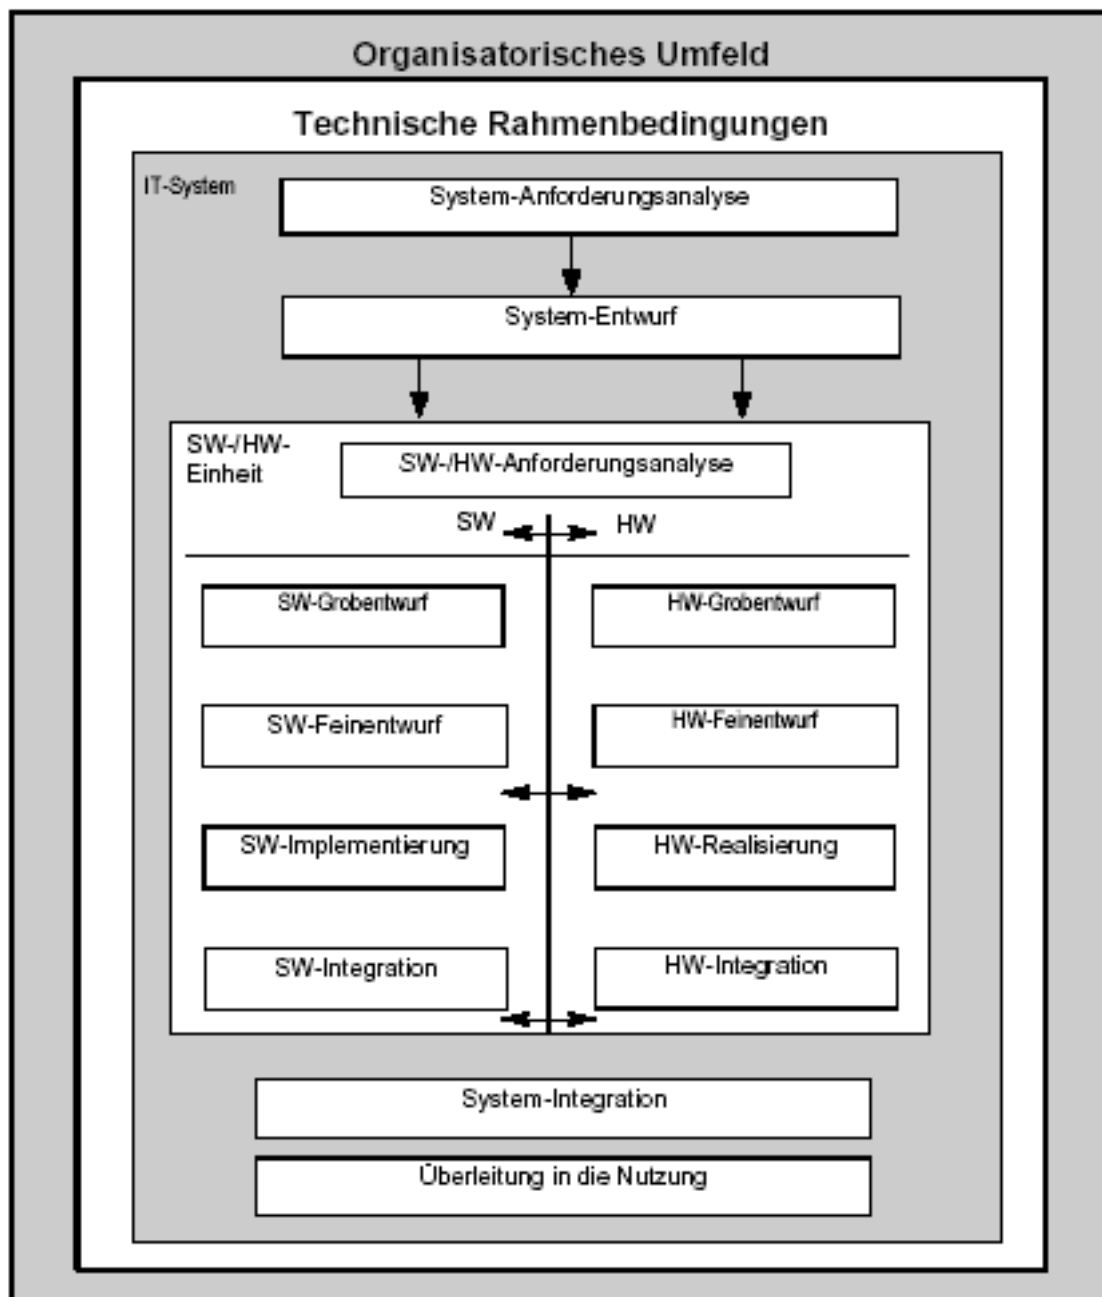 Organisatorisches Umfeld
Technische Rahmenbedingungen
IT-System
System-Anforderungsanalyse
System-Entwurf
SW-/HW-
Einheit
SW-/HW-Anforderungsanalyse
SW HW
SW-Grobentwurf HW-Grobentwurf
SW-Feinentwurf HW-Feinentwurf
SW-Implementierung HW-Realisierung
SW-Integration HW-Integration
System-Integration
Überleitung in die Nutzung